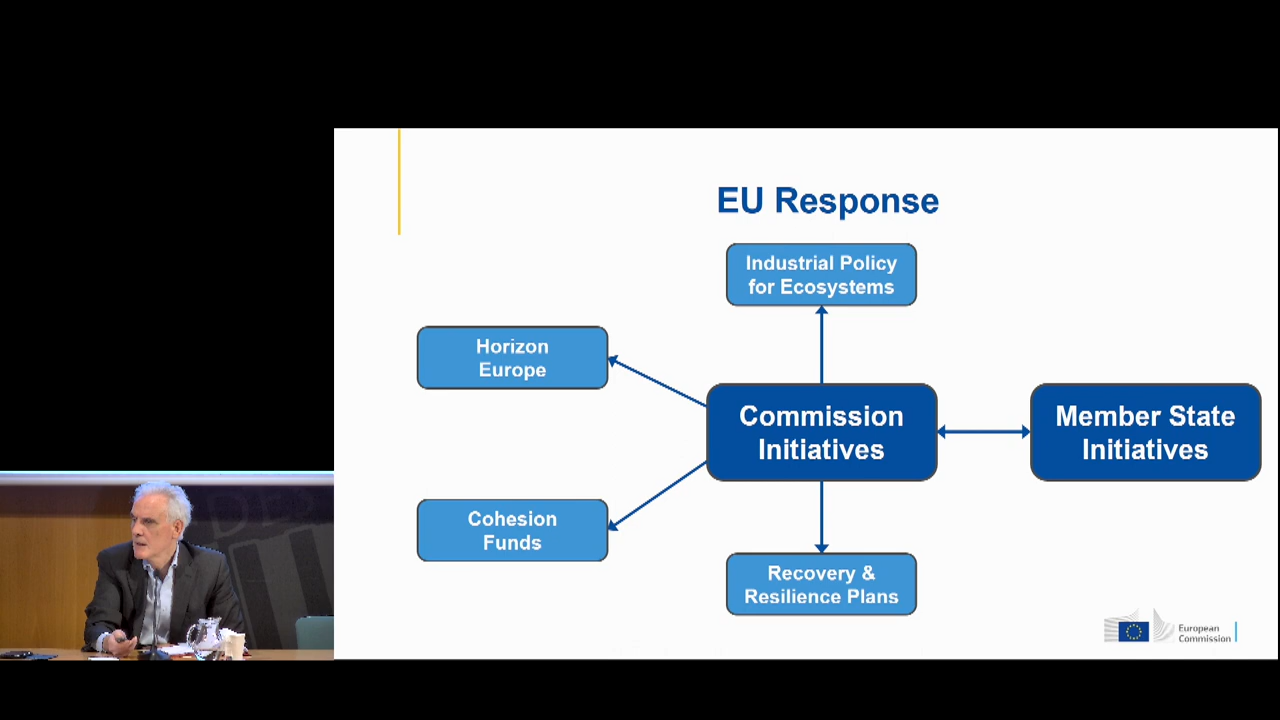 EU Response
Industrial Policy
for Ecosystems
Horizon
Europe
Commission
Initiatives
Member State
Initiatives
Cohesion
Funds
Recovery &
Resilience Plans
European
Commission